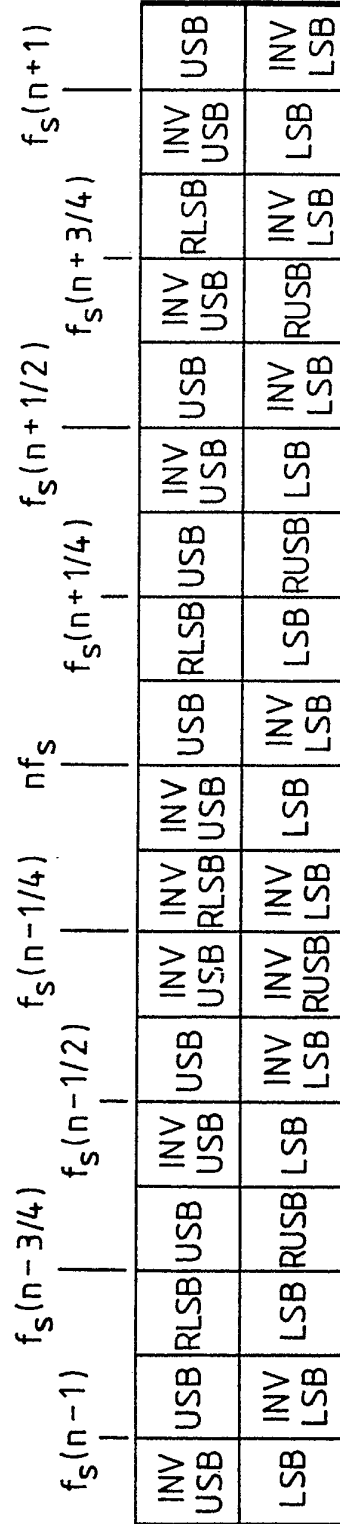 fₛ(n−1) fₛ(n−3/4) fₛ(n−1/2) fₛ(n−1/4) nfₛ fₛ(n+1/4) fₛ(n+1/2) fₛ(n+3/4) fₛ(n+1)
INV USB USB RLSB USB INV USB USB INV USB INV RLSB INV USB USB RLSB USB INV USB USB INV USB RLSB INV USB USB
LSB INV LSB LSB RUSB LSB INV LSB INV RUSB INV LSB LSB INV LSB LSB RUSB LSB INV LSB RUSB INV LSB LSB INV LSB